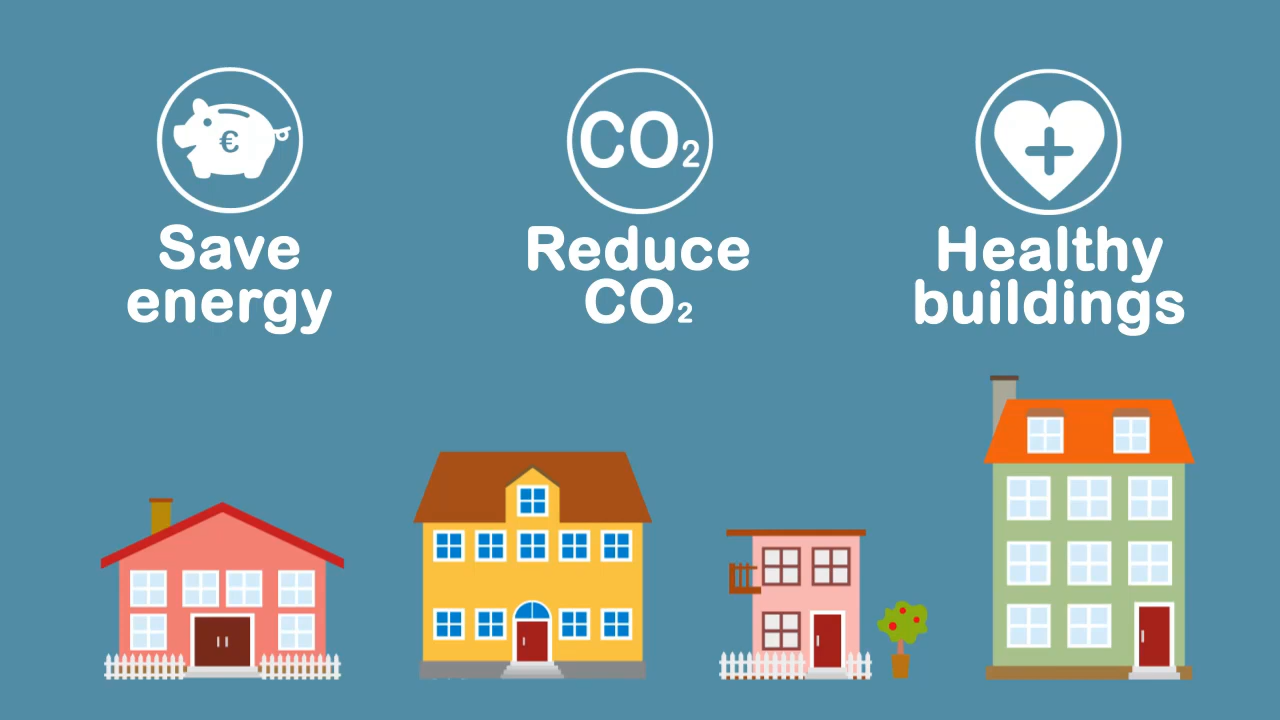 €
CO₂
Save
energy
Reduce
CO₂
Healthy
buildings